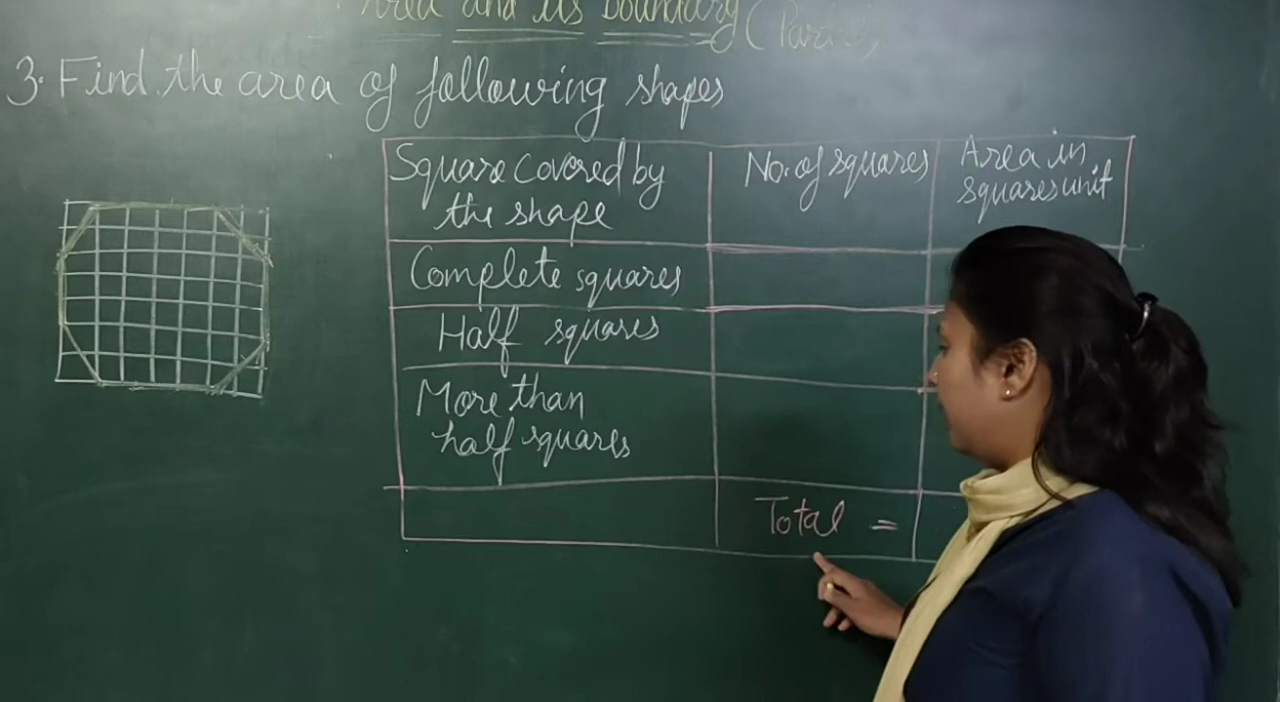 Area and its boundary (
3. Find the area of following shapes
Square covered by the shape
No. of squares
Area in squares unit
Complete squares
Half squares
More than half squares
Total =